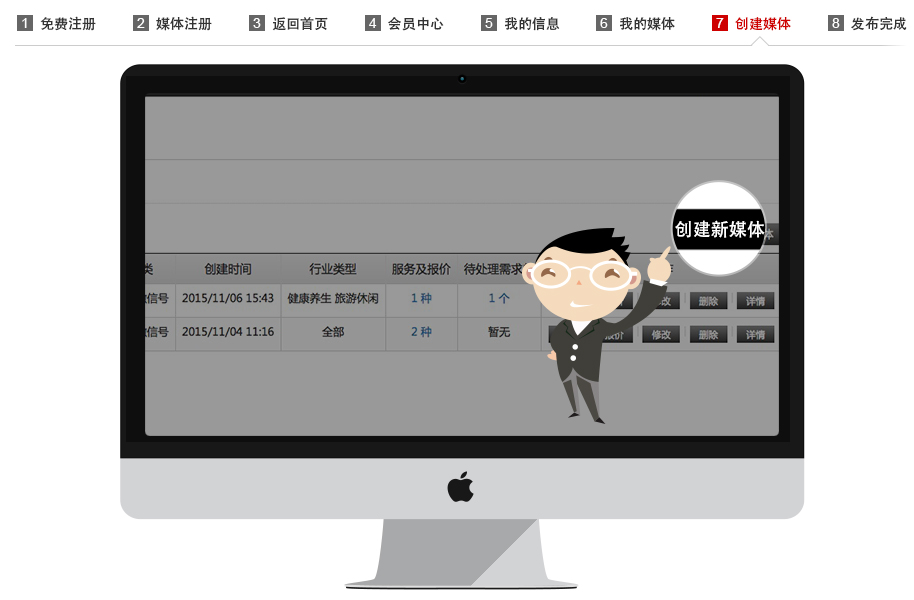 1 免费注册 2 媒体注册 3 返回首页 4 会员中心 5 我的信息 6 我的媒体 7 创建媒体 8 发布完成
创建新媒体
类 创建时间 行业类型 服务及报价 待处理需求
信号 2015/11/06 15:43 健康养生 旅游休闲 1 种 1 个 修改 删除 详情
信号 2015/11/04 11:16 全部 2 种 暂无 报价 修改 删除 详情